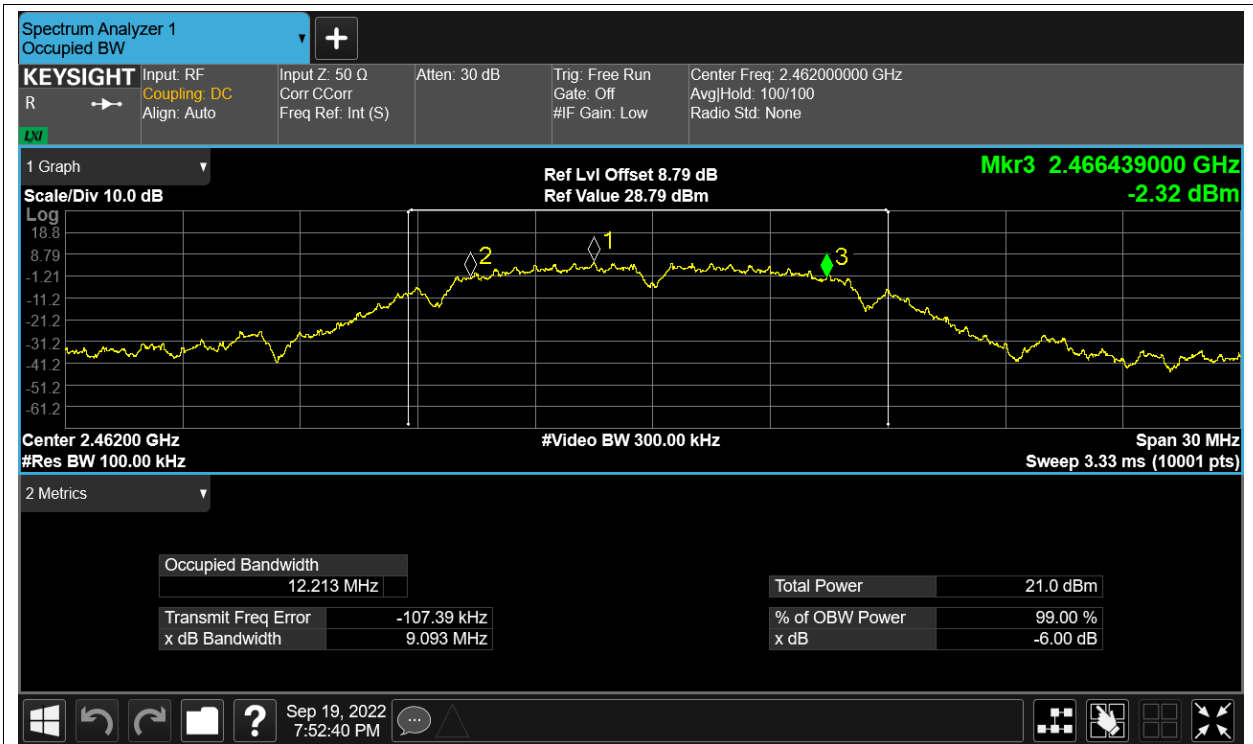 Spectrum Analyzer 1
Occupied BW
KEYSIGHT
R
LXI
Input: RF
Coupling: DC
Align: Auto
Input Z: 50 Ω
Corr CCorr
Freq Ref: Int (S)
Atten: 30 dB
Trig: Free Run
Gate: Off
#IF Gain: Low
Center Freq: 2.462000000 GHz
Avg|Hold: 100/100
Radio Std: None
1 Graph
Scale/Div 10.0 dB
Ref Lvl Offset 8.79 dB
Ref Value 28.79 dBm
Mkr3 2.466439000 GHz
-2.32 dBm
Log
18.8
8.79
-1.21
-11.2
-21.2
-31.2
-41.2
-51.2
-61.2
2
1
3
Center 2.46200 GHz
#Res BW 100.00 kHz
#Video BW 300.00 kHz
Span 30 MHz
Sweep 3.33 ms (10001 pts)
2 Metrics
Occupied Bandwidth
12.213 MHz
Transmit Freq Error -107.39 kHz
x dB Bandwidth 9.093 MHz
Total Power 21.0 dBm
% of OBW Power 99.00 %
x dB -6.00 dB
?
Sep 19, 2022
7:52:40 PM